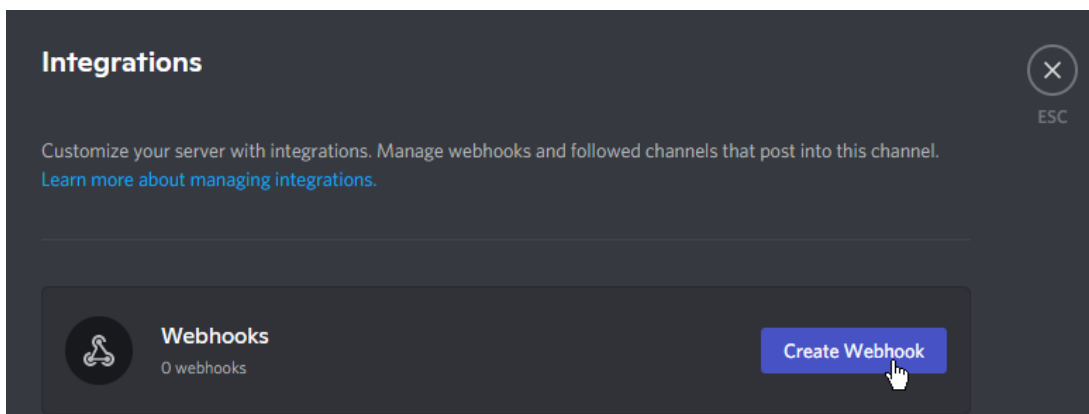 Integrations
ESC
Customize your server with integrations. Manage webhooks and followed channels that post into this channel.
Learn more about managing integrations.
Webhooks
0 webhooks
Create Webhook